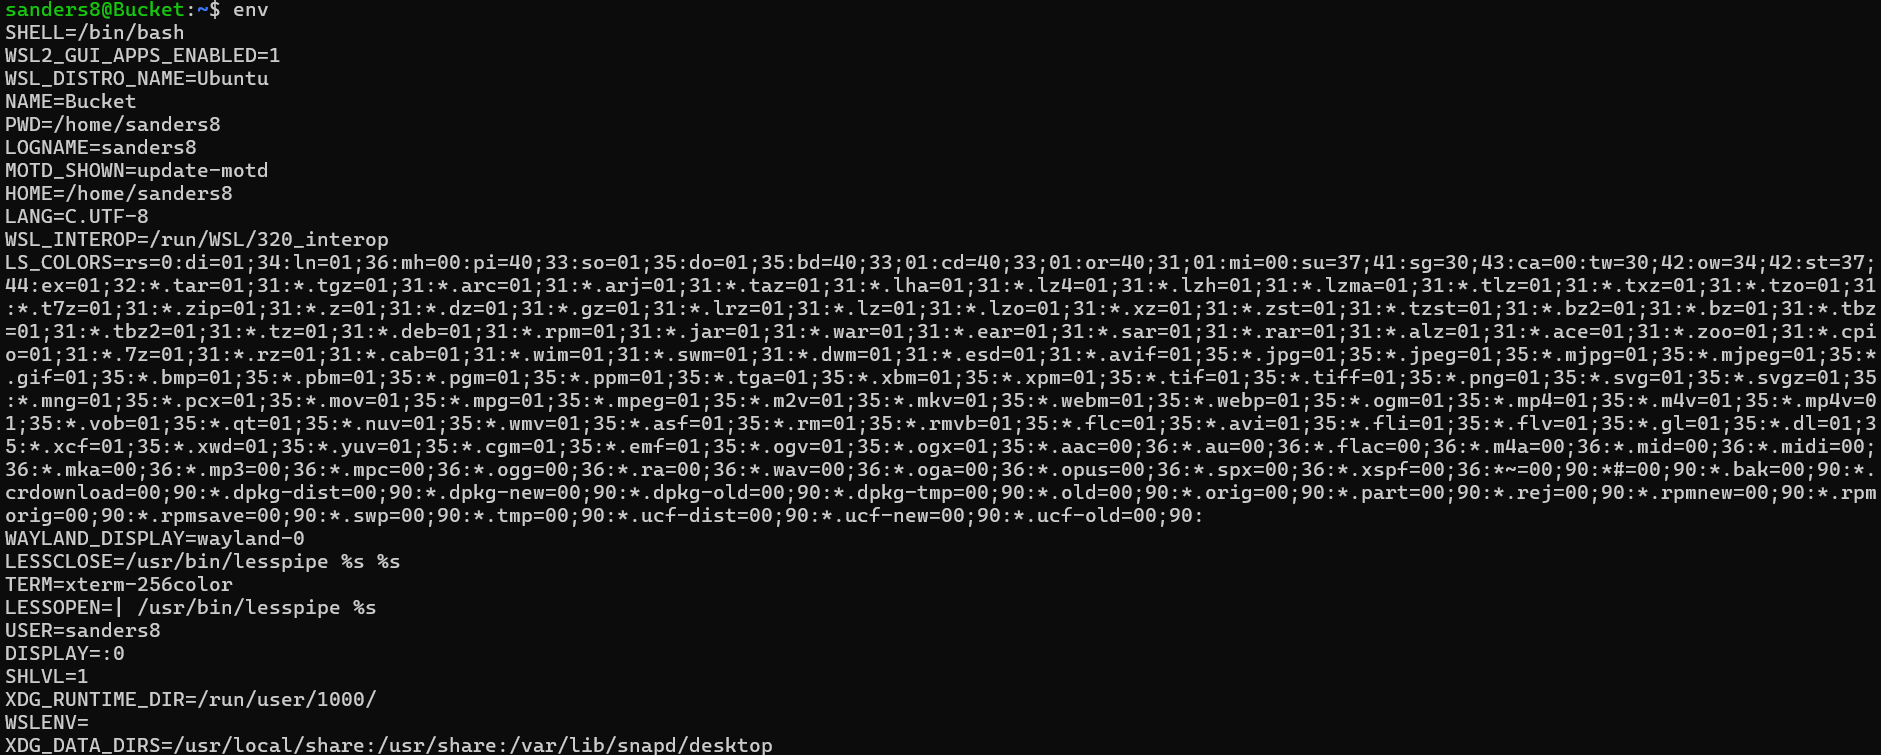 sanders8@Bucket:~$ env
SHELL=/bin/bash
WSL2_GUI_APPS_ENABLED=1
WSL_DISTRO_NAME=Ubuntu
NAME=Bucket
PWD=/home/sanders8
LOGNAME=sanders8
MOTD_SHOWN=update-motd
HOME=/home/sanders8
LANG=C.UTF-8
WSL_INTEROP=/run/WSL/320_interop
LS_COLORS=rs=0:di=01;34:ln=01;36:mh=00:pi=40;33:so=01;35:do=01;35:bd=40;33;01:cd=40;33;01:or=40;31;01:mi=00:su=37;41:sg=30;43:ca=00:tw=30;42:ow=34;42:st=37;
44:ex=01;32:*.tar=01;31:*.tgz=01;31:*.arc=01;31:*.arj=01;31:*.taz=01;31:*.lha=01;31:*.lz4=01;31:*.lzh=01;31:*.lzma=01;31:*.tlz=01;31:*.txz=01;31:*.tzo=01;31
:*.t7z=01;31:*.zip=01;31:*.z=01;31:*.dz=01;31:*.gz=01;31:*.lrz=01;31:*.lz=01;31:*.lzo=01;31:*.xz=01;31:*.zst=01;31:*.tzst=01;31:*.bz2=01;31:*.bz=01;31:*.tbz
=01;31:*.tbz2=01;31:*.tz=01;31:*.deb=01;31:*.rpm=01;31:*.jar=01;31:*.war=01;31:*.ear=01;31:*.sar=01;31:*.rar=01;31:*.alz=01;31:*.ace=01;31:*.zoo=01;31:*.cpi
o=01;31:*.7z=01;31:*.rz=01;31:*.cab=01;31:*.wim=01;31:*.swm=01;31:*.dwm=01;31:*.esd=01;31:*.avif=01;35:*.jpg=01;35:*.jpeg=01;35:*.mjpg=01;35:*.mjpeg=01;35:*
.gif=01;35:*.bmp=01;35:*.pbm=01;35:*.pgm=01;35:*.ppm=01;35:*.tga=01;35:*.xbm=01;35:*.xpm=01;35:*.tif=01;35:*.tiff=01;35:*.png=01;35:*.svg=01;35:*.svgz=01;35
:*.mng=01;35:*.pcx=01;35:*.mov=01;35:*.mpg=01;35:*.mpeg=01;35:*.m2v=01;35:*.mkv=01;35:*.webm=01;35:*.webp=01;35:*.ogm=01;35:*.mp4=01;35:*.m4v=01;35:*.mp4v=0
1;35:*.vob=01;35:*.qt=01;35:*.nuv=01;35:*.wmv=01;35:*.asf=01;35:*.rm=01;35:*.rmvb=01;35:*.flc=01;35:*.avi=01;35:*.fli=01;35:*.flv=01;35:*.gl=01;35:*.dl=01;3
5:*.xcf=01;35:*.xwd=01;35:*.yuv=01;35:*.cgm=01;35:*.emf=01;35:*.ogv=01;35:*.ogx=01;35:*.aac=00;36:*.au=00;36:*.flac=00;36:*.m4a=00;36:*.mid=00;36:*.midi=00;
36:*.mka=00;36:*.mp3=00;36:*.mpc=00;36:*.ogg=00;36:*.ra=00;36:*.wav=00;36:*.oga=00;36:*.opus=00;36:*.spx=00;36:*.xspf=00;36:*~=00;90:*#=00;90:*.bak=00;90:*.
crdownload=00;90:*.dpkg-dist=00;90:*.dpkg-new=00;90:*.dpkg-old=00;90:*.dpkg-tmp=00;90:*.old=00;90:*.orig=00;90:*.part=00;90:*.rej=00;90:*.rpmnew=00;90:*.rpm
orig=00;90:*.rpmsave=00;90:*.swp=00;90:*.tmp=00;90:*.ucf-dist=00;90:*.ucf-new=00;90:*.ucf-old=00;90:
WAYLAND_DISPLAY=wayland-0
LESSCLOSE=/usr/bin/lesspipe %s %s
TERM=xterm-256color
LESSOPEN=| /usr/bin/lesspipe %s
USER=sanders8
DISPLAY=:0
SHLVL=1
XDG_RUNTIME_DIR=/run/user/1000/
WSLENV=
XDG_DATA_DIRS=/usr/local/share:/usr/share:/var/lib/snapd/desktop